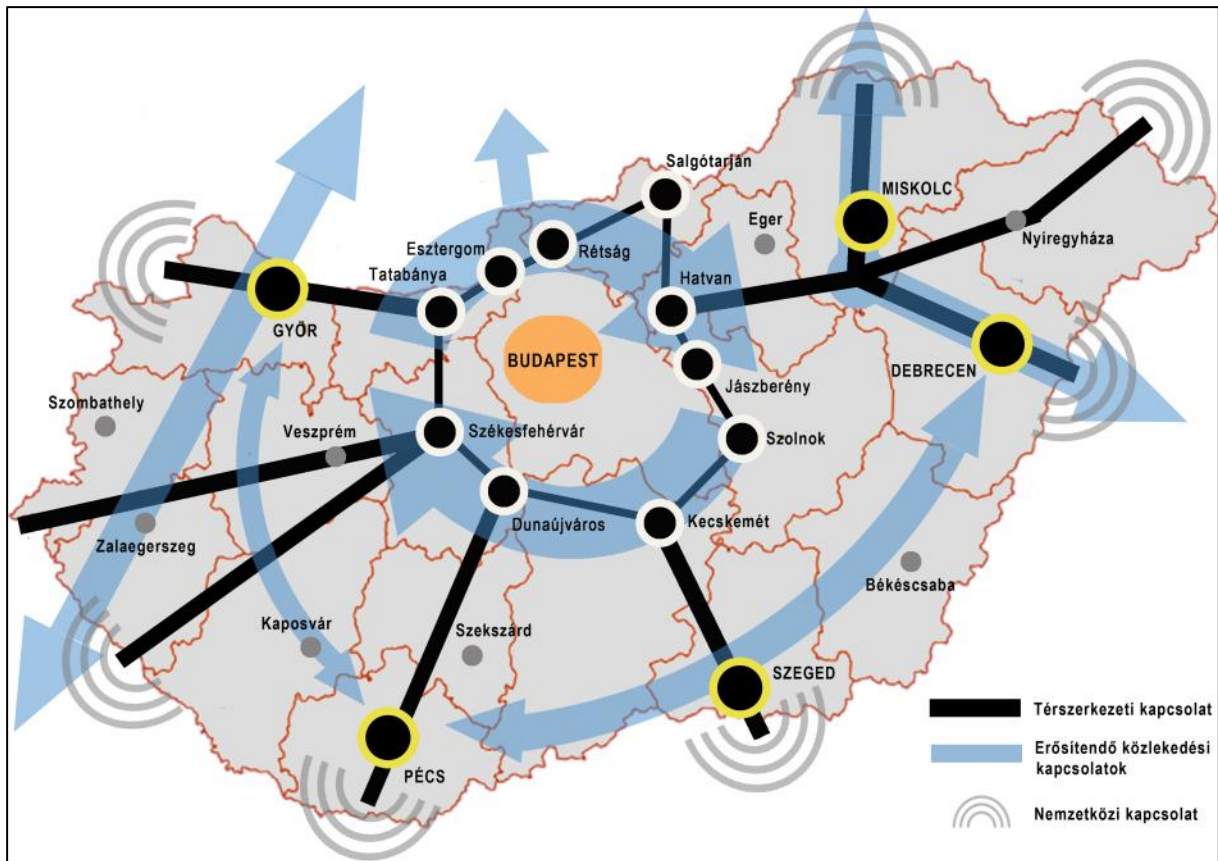 Salgótarján
MISKOLC
Eger
Nyíregyháza
Esztergom
Rétság
Tatabánya
Hatvan
GYŐR
BUDAPEST
DEBRECEN
Jászberény
Szombathely
Veszprém
Székesfehérvár
Szolnok
Dunaújváros
Kecskemét
Zalaegerszeg
Békéscsaba
Kaposvár
Szekszárd
SZEGED
PÉCS
Térszerkezeti kapcsolat
Erősítendő közlekedési
kapcsolatok
Nemzetközi kapcsolat